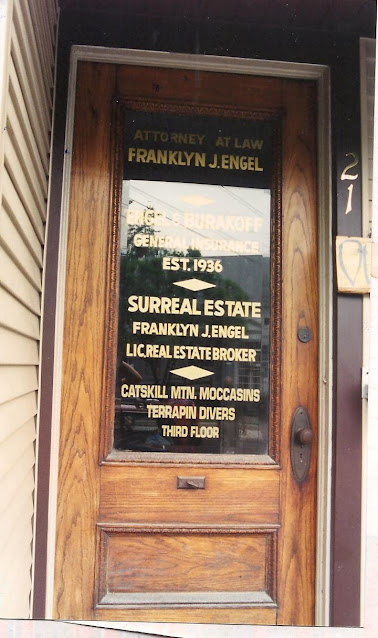 ATTORNEY AT LAW
FRANKLYN J. ENGEL
ENGEL & BURAKOFF
GENERAL INSURANCE
EST. 1936
SURREAL ESTATE
FRANKLYN J. ENGEL
LIC. REAL ESTATE BROKER
CATSKILL MTN. MOCCASINS
TERRAPIN DIVERS
THIRD FLOOR
21